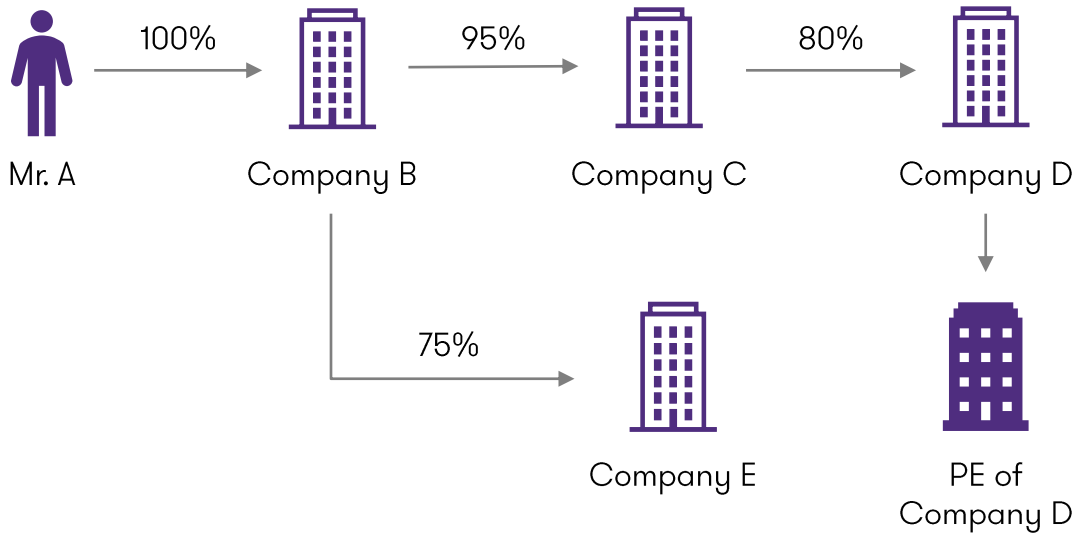 100%
95%
80%
Mr. A
Company B
Company C
Company D
75%
Company E
PE of
Company D